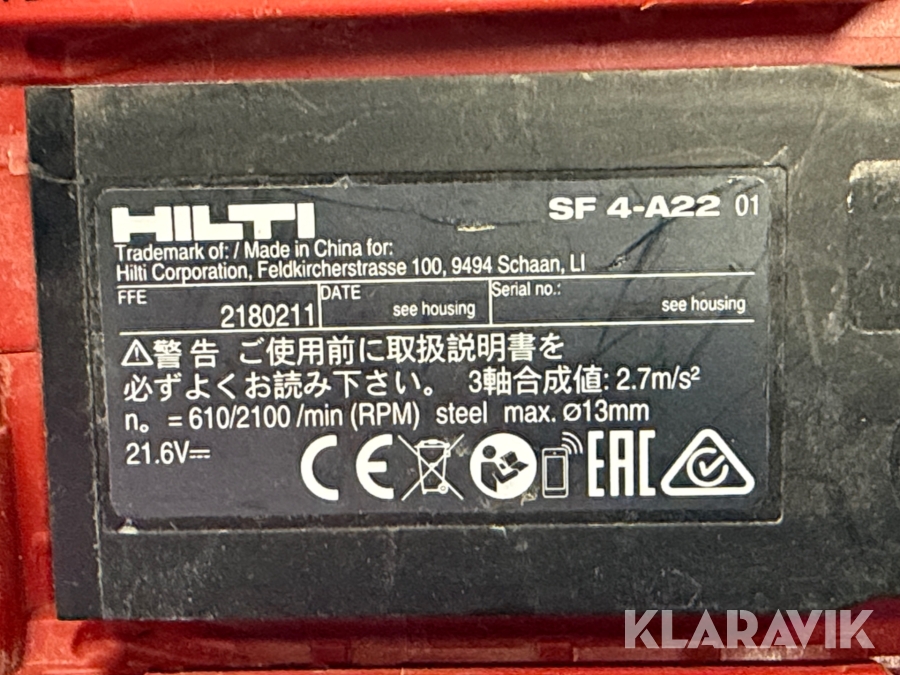 HILTI
SF 4-A22 01
Trademark of: / Made in China for:
Hilti Corporation, Feldkircherstrasse 100, 9494 Schaan, LI
FFE 2180211 DATE see housing Serial no.: see housing
⚠警告 ご使用前に取扱説明書を
必ずよくお読み下さい。 3軸合成値: 2.7m/s²
n₀ = 610/2100 /min (RPM) steel max. ⌀13mm
21.6V⎓
CE EAC
KLARAVIK